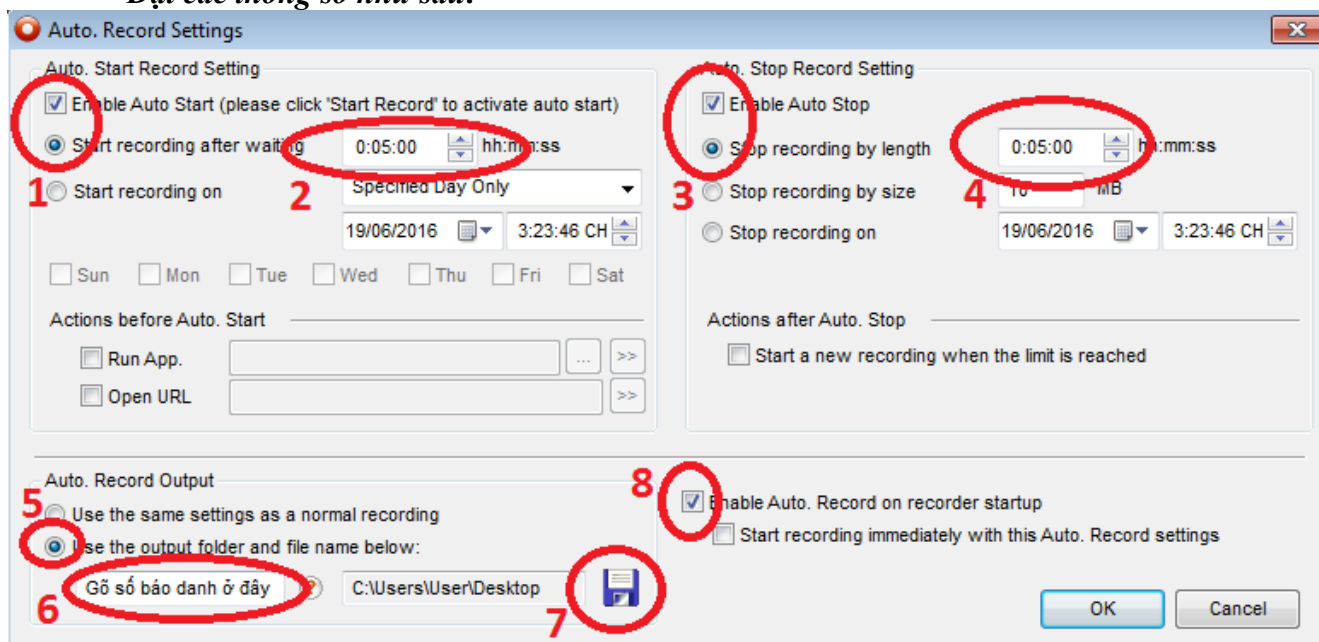 Đặt các thông số như sau:
Auto. Record Settings
Auto. Start Record Setting
Enable Auto Start (please click 'Start Record' to activate auto start)
Start recording after waiting 0:05:00 hh:mm:ss
1 Start recording on 2 Specified Day Only
19/06/2016 3:23:46 CH
Sun Mon Tue Wed Thu Fri Sat
Actions before Auto. Start
Run App. ... >>
Open URL >>
Auto. Stop Record Setting
Enable Auto Stop
Stop recording by length 0:05:00 hh:mm:ss
3 Stop recording by size 4 10 MB
Stop recording on 19/06/2016 3:23:46 CH
Actions after Auto. Stop
Start a new recording when the limit is reached
Auto. Record Output
5 Use the same settings as a normal recording
Use the output folder and file name below:
6 Gõ số báo danh ở đây ? C:\Users\User\Desktop 7
8 Enable Auto. Record on recorder startup
Start recording immediately with this Auto. Record settings
OK Cancel